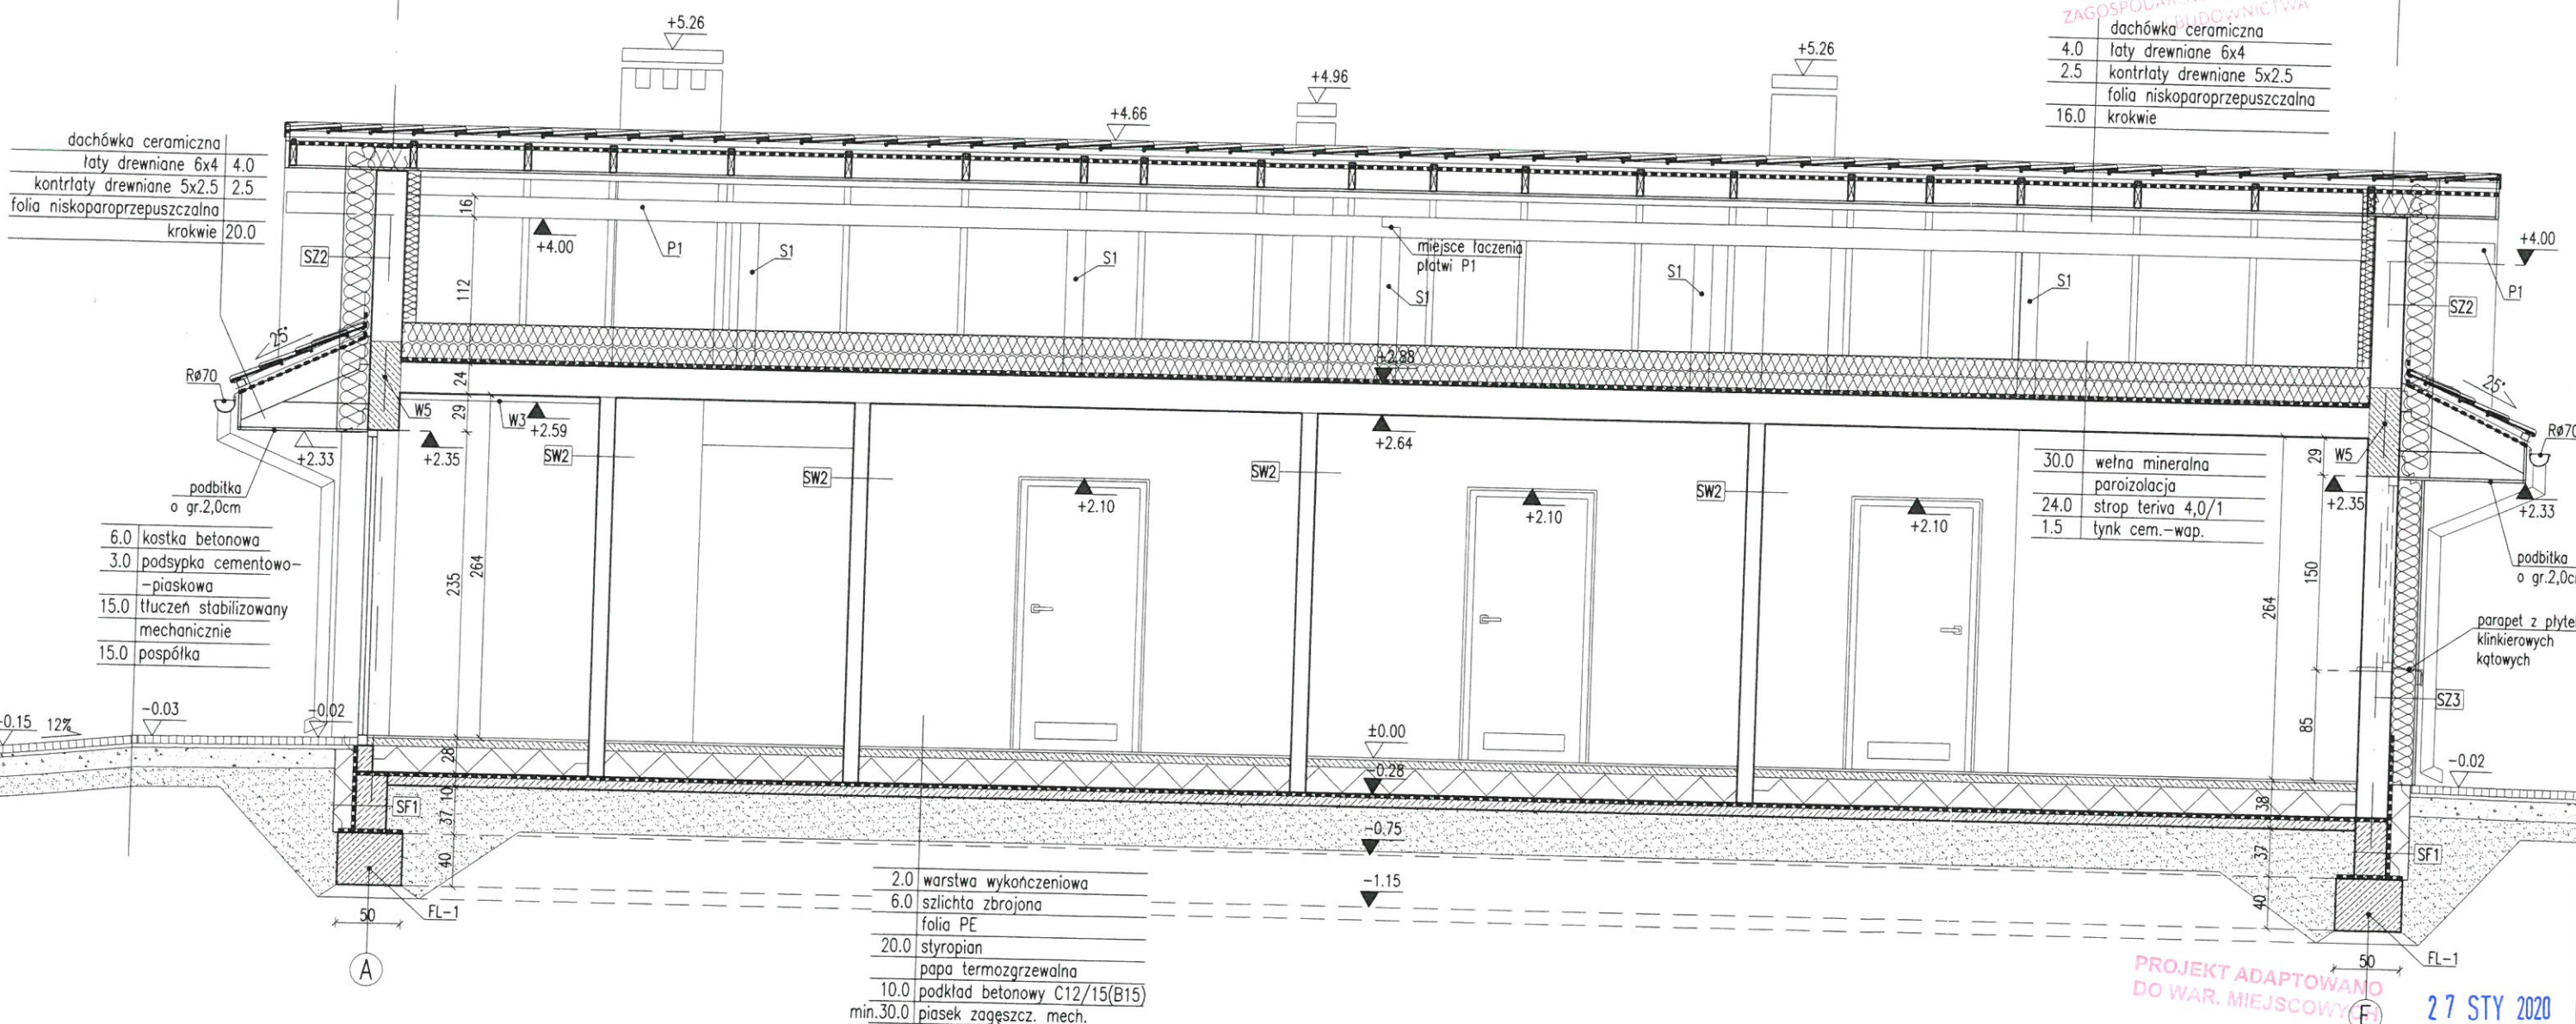 +5.26
ZAGOSPODAR
BUDOWNICTWA
dachówka ceramiczna
4.0 łaty drewniane 6x4
2.5 kontrłaty drewniane 5x2.5
folia niskoparoprzepuszczalna
16.0 krokwie
+5.26
+4.96
+4.66
dachówka ceramiczna
łaty drewniane 6x4 4.0
kontrłaty drewniane 5x2.5 2.5
folia niskoparoprzepuszczalna
krokwie 20.0
16
+4.00
P1
S1
SZ2
112
S1
miejsce łaczenia
płatwi P1
S1
S1
S1
+4.00
P1
SZ2
25°
RØ70
24
29
W5
W3
+2.59
+2.88
+2.33
+2.35
SW2
SW2
+2.64
SW2
SW2
25°
RØ70
W5
29
+2.35
+2.33
podbitka
o gr.2,0cm
+2.10
+2.10
+2.10
30.0 wełna mineralna
paroizolacja
24.0 strop teriva 4,0/1
1.5 tynk cem.-wap.
podbitka
o gr.2,0c
6.0 kostka betonowa
3.0 podsypka cementowo-
-piaskowa
15.0 tłuczeń stabilizowany
mechanicznie
15.0 pospółka
235
264
264
150
85
parapet z płyte
klinkierowych
kątowych
SZ3
-0.15
12%
-0.03
-0.02
±0.00
-0.28
-0.02
28
10
37
40
SF1
-0.75
-1.15
38
37
40
SF1
50
FL-1
A
2.0 warstwa wykończeniowa
6.0 szlichta zbrojona
folia PE
20.0 styropian
papa termozgrzewalna
10.0 podkład betonowy C12/15(B15)
min.30.0 piasek zagęszcz. mech.
50
FL-1
PROJEKT ADAPTOWANO
DO WAR. MIEJSCOWYCH
27 STY 2020